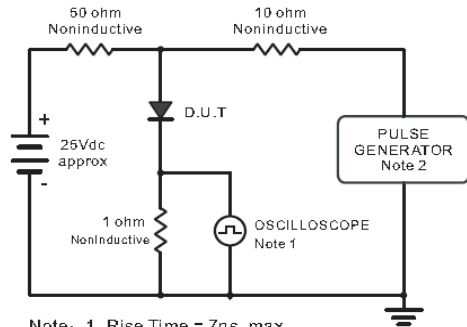 50 ohm
Noninductive
10 ohm
Noninductive
+
D.U.T
25Vdc
approx
-
PULSE
GENERATOR
Note 2
1 ohm
NonInductive
OSCILLOSCOPE
Note 1
Note: 1. Rise Time = 7ns. max